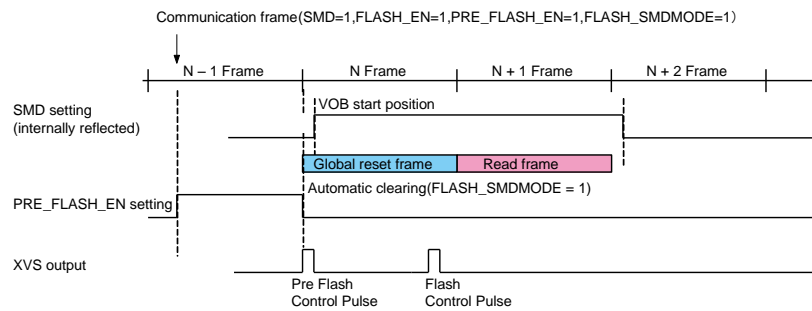 Communication frame(SMD=1,FLASH_EN=1,PRE_FLASH_EN=1,FLASH_SMDMODE=1)
N – 1 Frame
N Frame
N + 1 Frame
N + 2 Frame
SMD setting
(internally reflected)
VOB start position
Global reset frame
Read frame
Automatic clearing(FLASH_SMDMODE = 1)
PRE_FLASH_EN setting
XVS output
Pre Flash
Control Pulse
Flash
Control Pulse